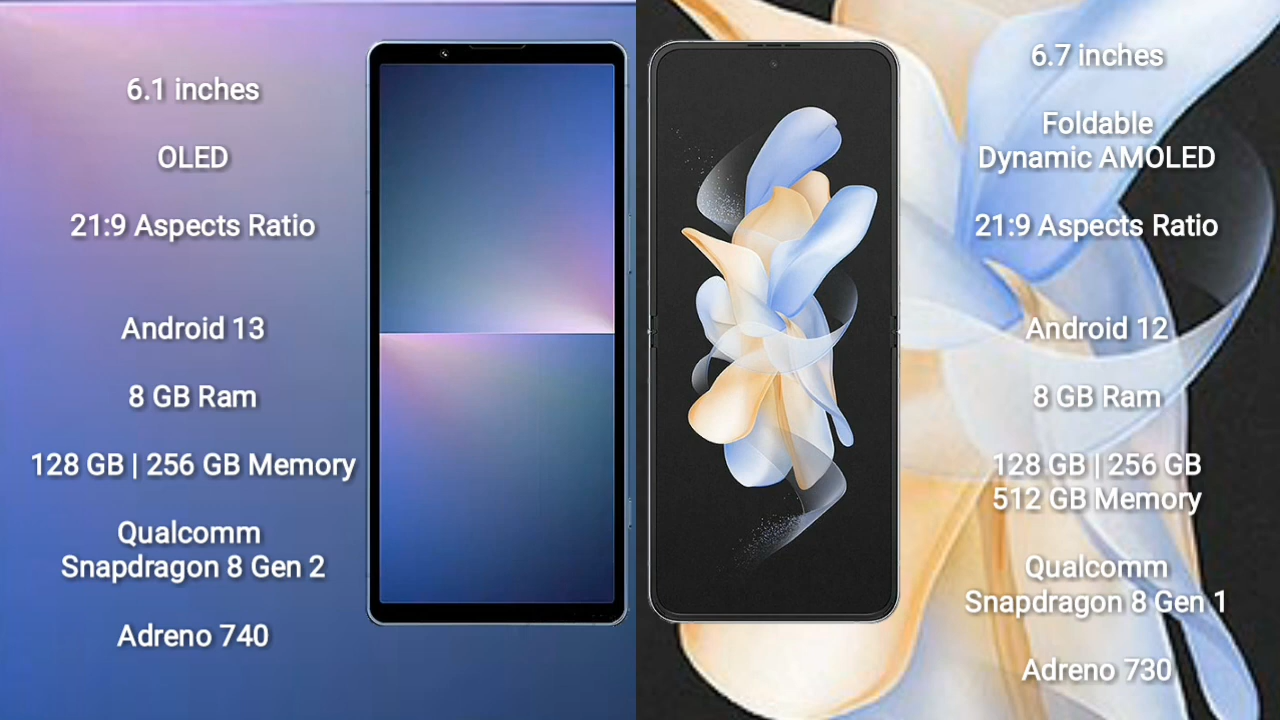 6.1 inches
OLED
21:9 Aspects Ratio
Android 13
8 GB Ram
128 GB | 256 GB Memory
Qualcomm
Snapdragon 8 Gen 2
Adreno 740
6.7 inches
Foldable
Dynamic AMOLED
21:9 Aspects Ratio
Android 12
8 GB Ram
128 GB | 256 GB
512 GB Memory
Qualcomm
Snapdragon 8 Gen 1
Adreno 730